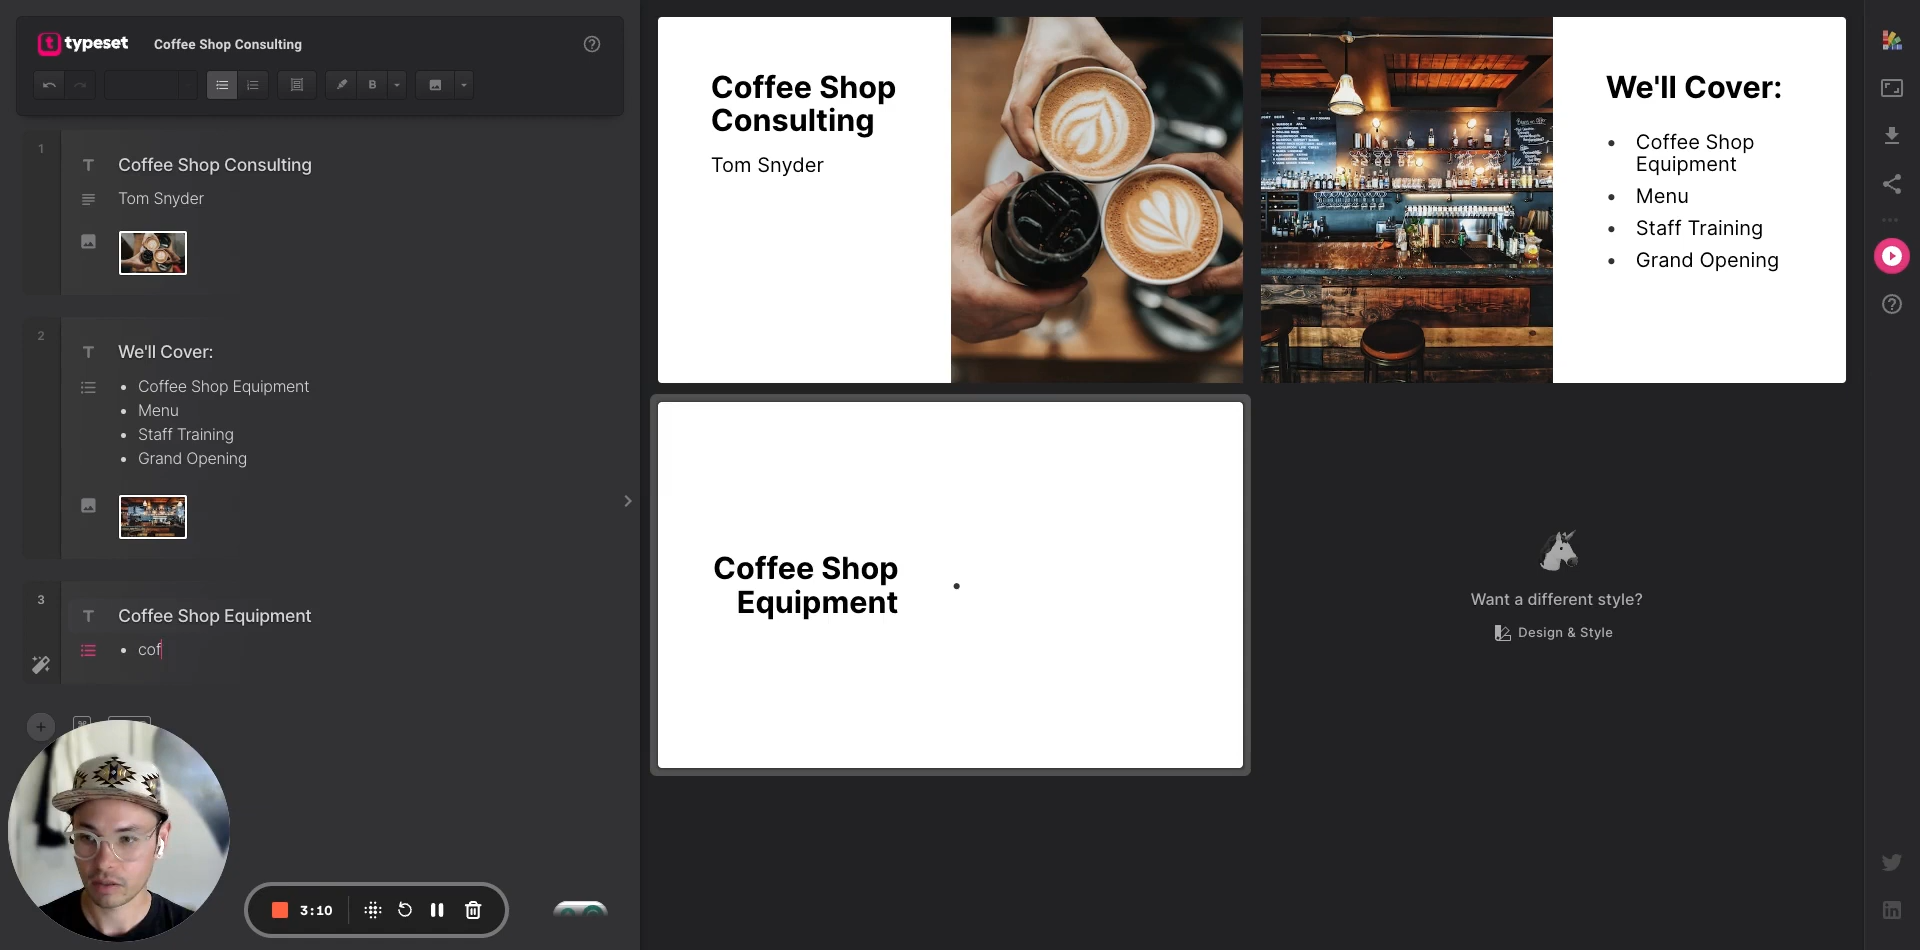 typeset
Coffee Shop Consulting
B
1
T
Coffee Shop Consulting
Tom Snyder
2
T
We'll Cover:
Coffee Shop Equipment
Menu
Staff Training
Grand Opening
3
T
Coffee Shop Equipment
cof
3:10
Coffee Shop
Consulting
Tom Snyder
We'll Cover:
Coffee Shop
Equipment
Menu
Staff Training
Grand Opening
Coffee Shop
Equipment
Want a different style?
Design & Style